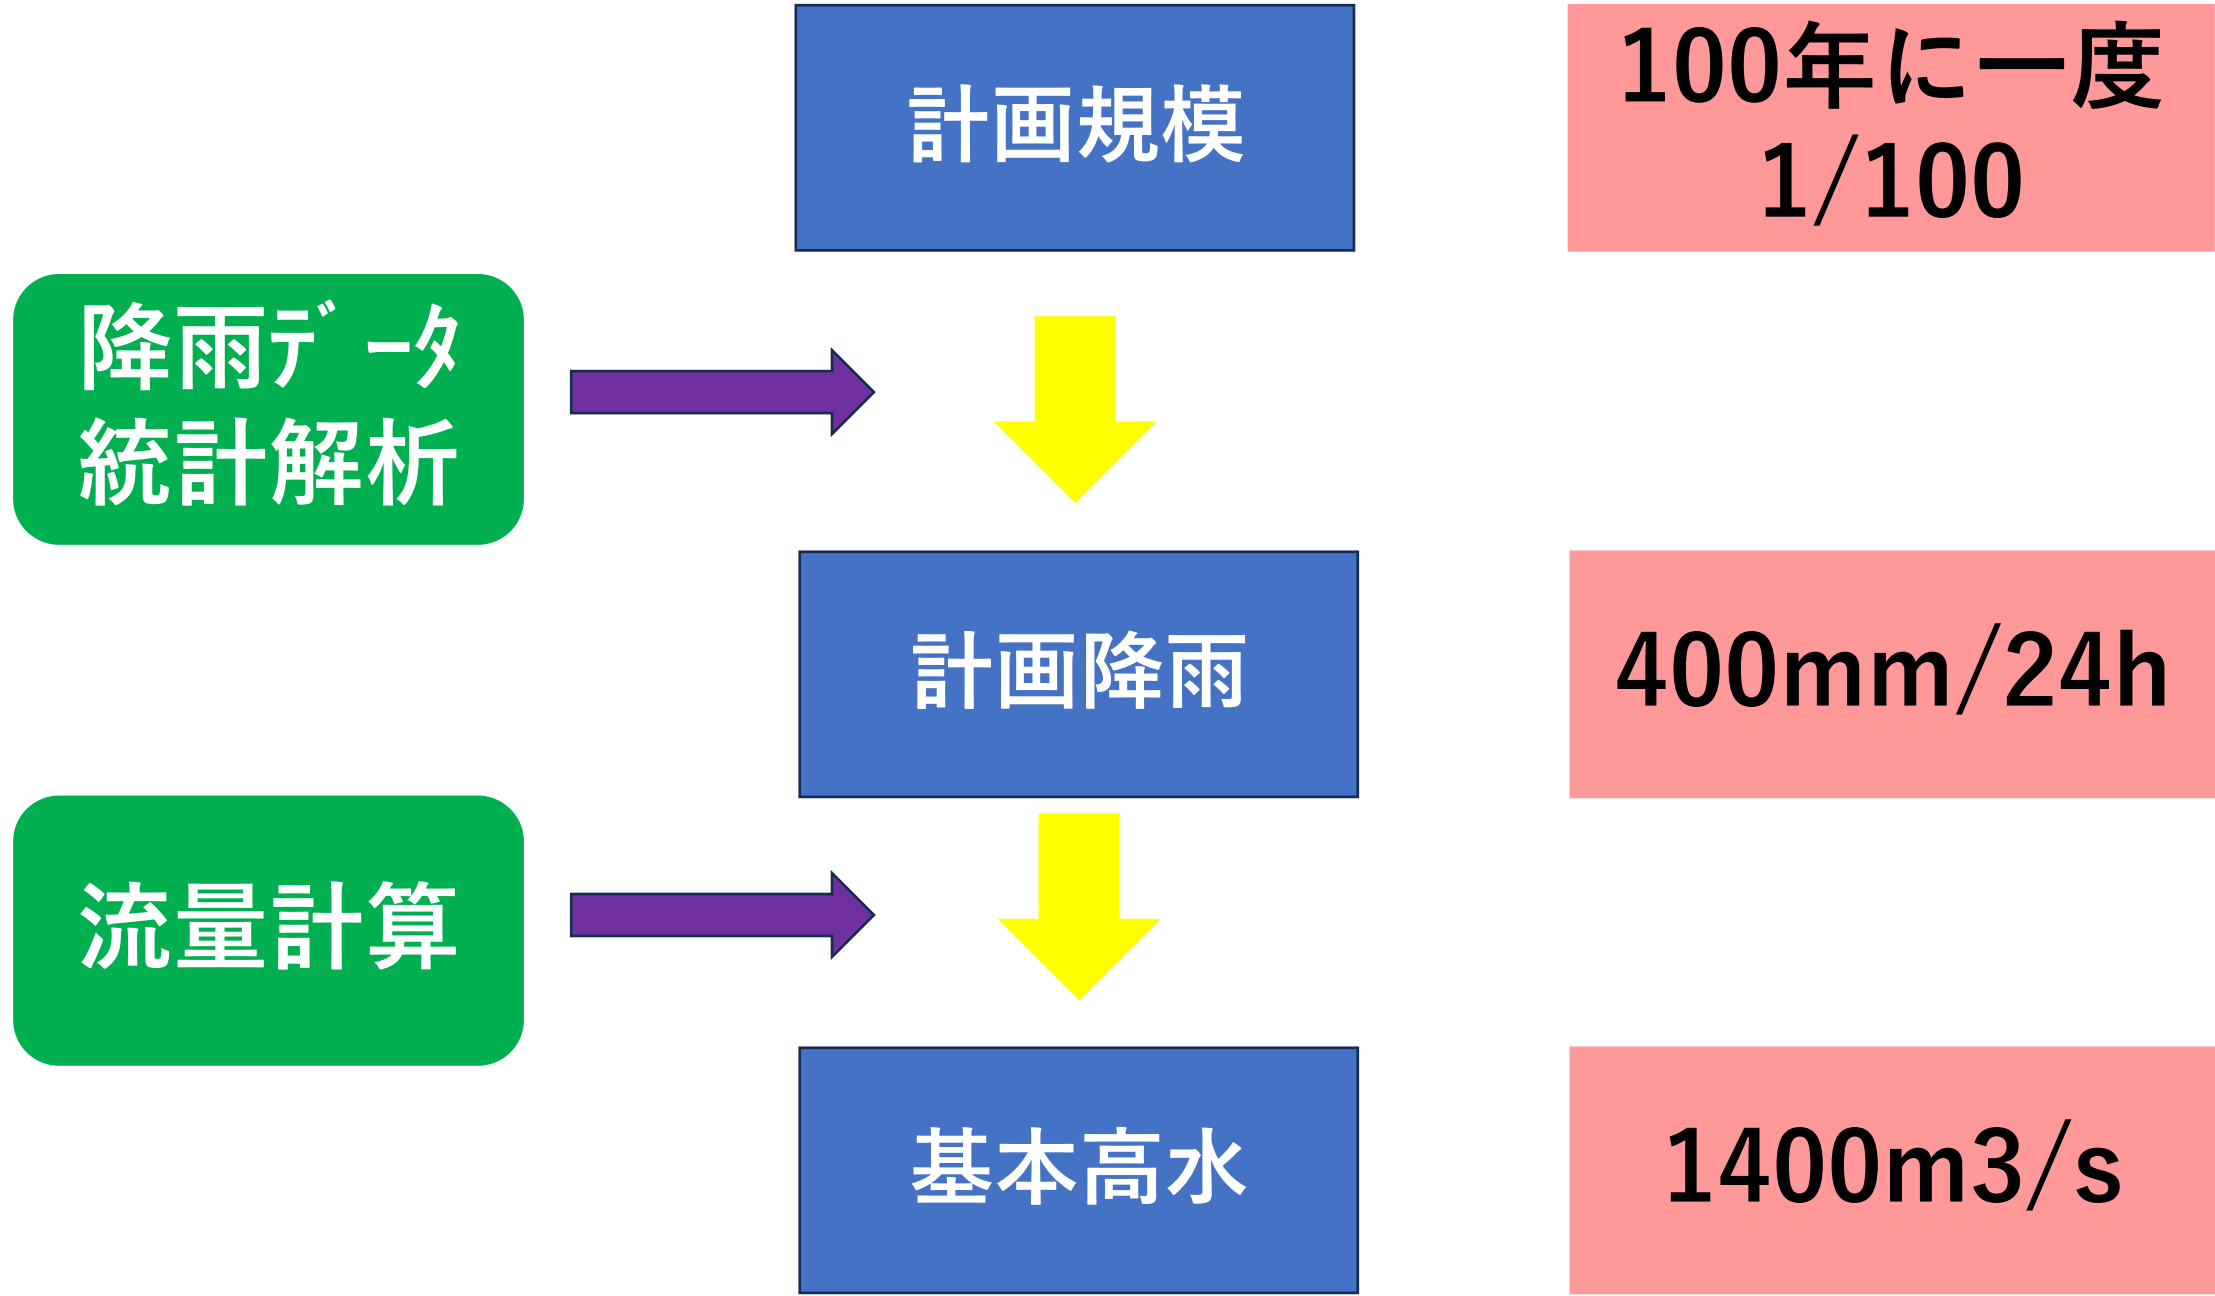 計画規模
100年に一度
1/100
降雨ﾃﾞｰﾀ
統計解析
計画降雨
400mm/24h
流量計算
基本高水
1400m3/s